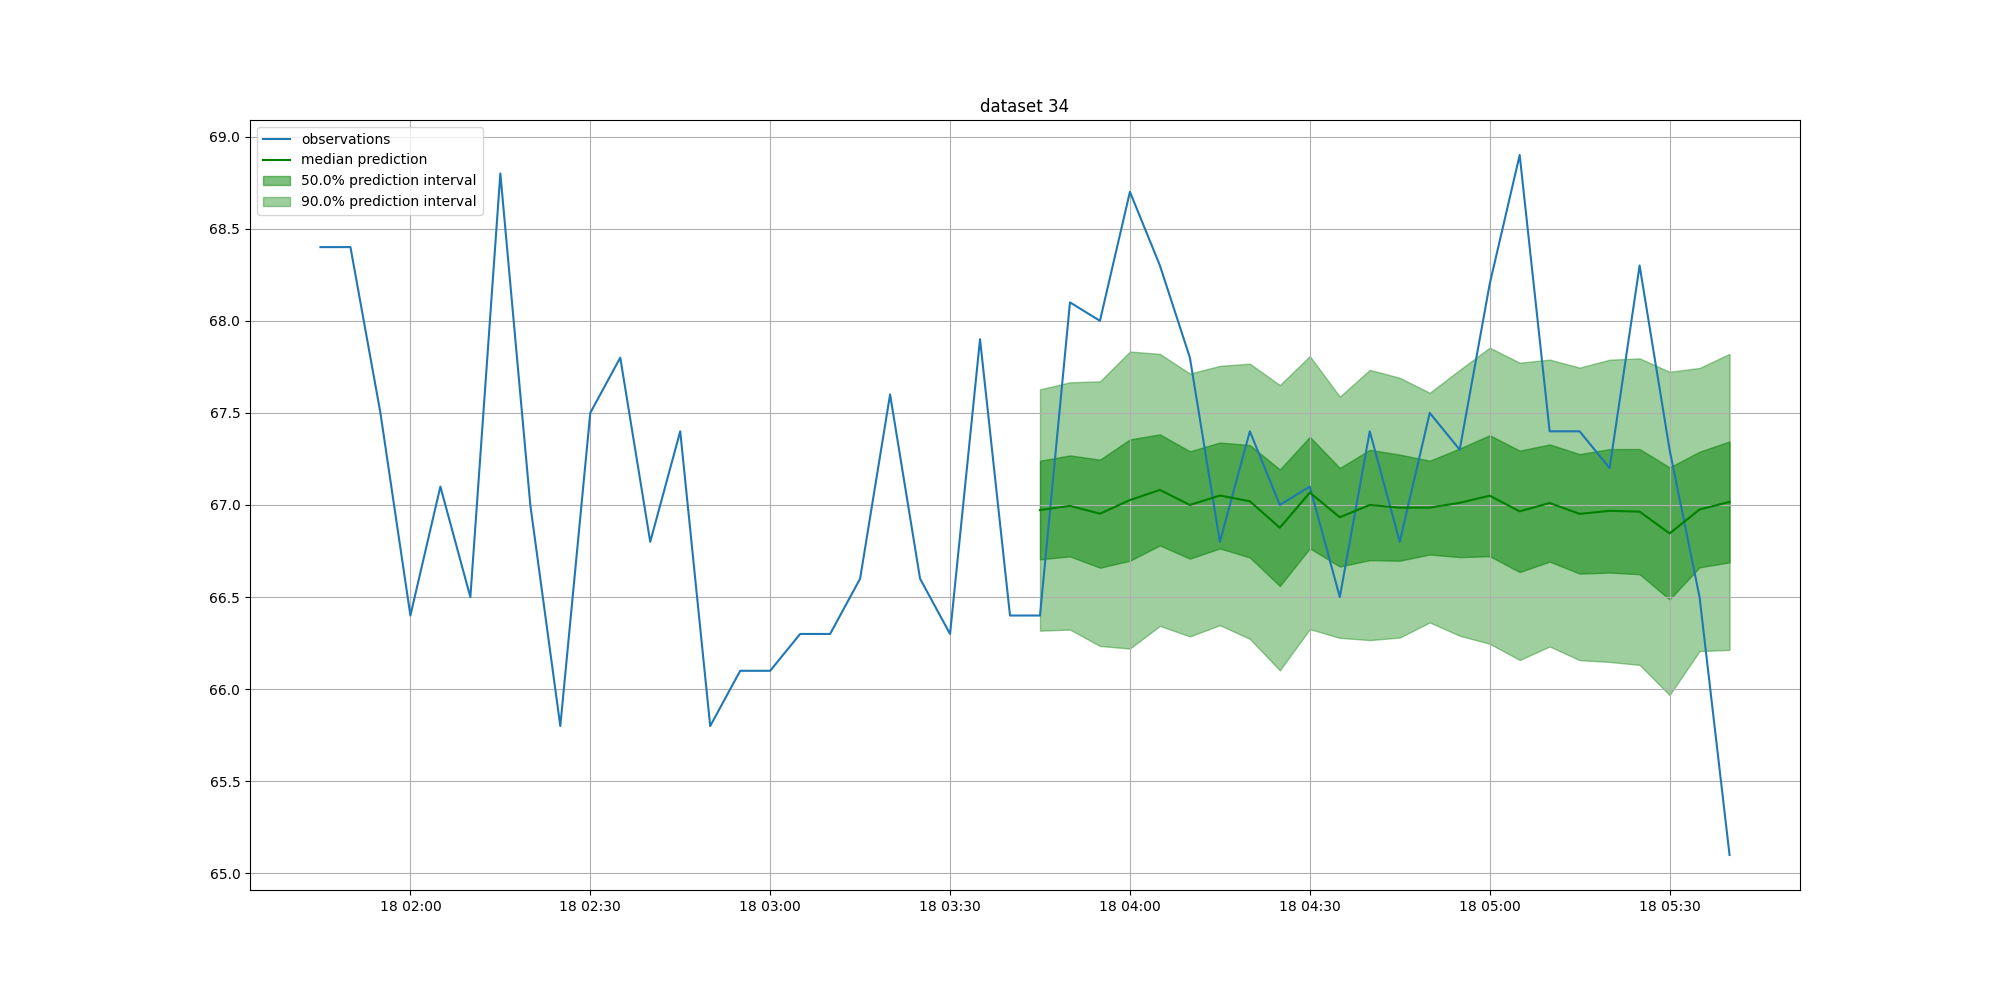 dataset 34
observations
median prediction
50.0% prediction interval
90.0% prediction interval
69.0
68.5
68.0
67.5
67.0
66.5
66.0
65.5
65.0
18 02:00 18 02:30 18 03:00 18 03:30 18 04:00 18 04:30 18 05:00 18 05:30